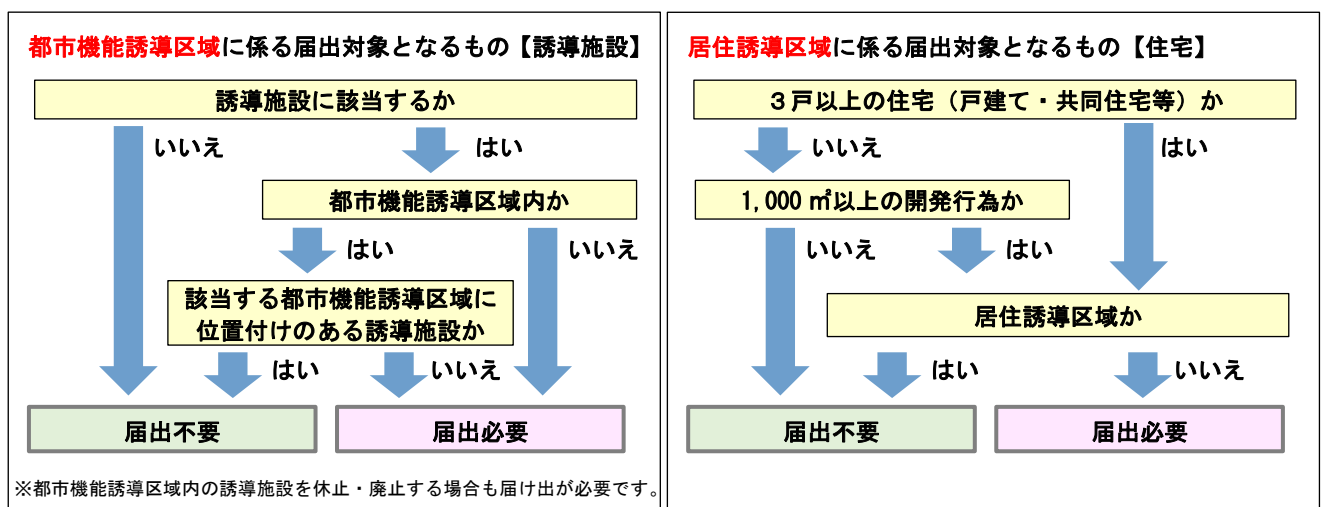 都市機能誘導区域に係る届出対象となるもの【誘導施設】
誘導施設に該当するか
いいえ
はい
都市機能誘導区域内か
はい
いいえ
該当する都市機能誘導区域に
位置付けのある誘導施設か
はい
いいえ
届出不要
届出必要
※都市機能誘導区域内の誘導施設を休止・廃止する場合も届け出が必要です。
居住誘導区域に係る届出対象となるもの【住宅】
３戸以上の住宅（戸建て・共同住宅等）か
いいえ
はい
1,000 ㎡以上の開発行為か
いいえ
はい
居住誘導区域か
はい
いいえ
届出不要
届出必要